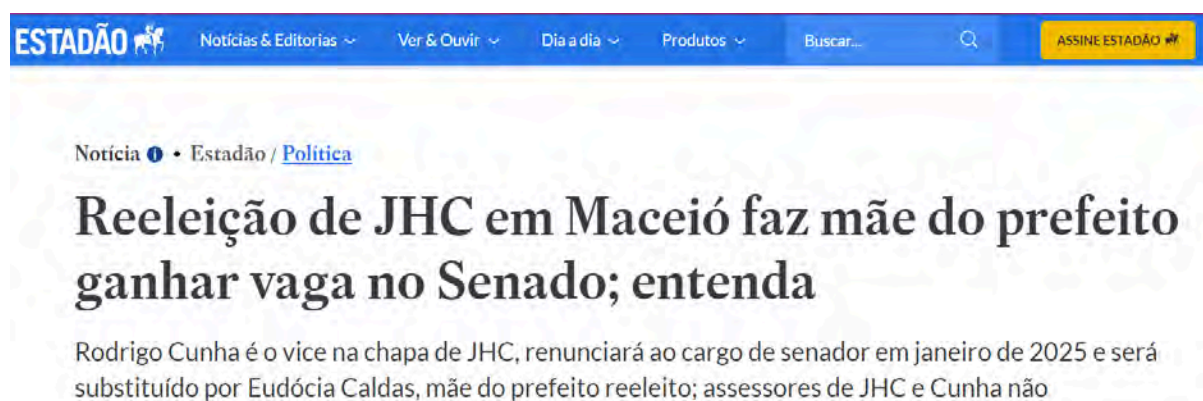 ESTADÃO Notícias & Editorias Ver & Ouvir Dia a dia Produtos Buscar... ASSINE ESTADÃO
Notícia • Estadão / Política
Reeleição de JHC em Maceió faz mãe do prefeito
ganhar vaga no Senado; entenda
Rodrigo Cunha é o vice na chapa de JHC, renunciará ao cargo de senador em janeiro de 2025 e será
substituído por Eudócia Caldas, mãe do prefeito reeleito; assessores de JHC e Cunha não